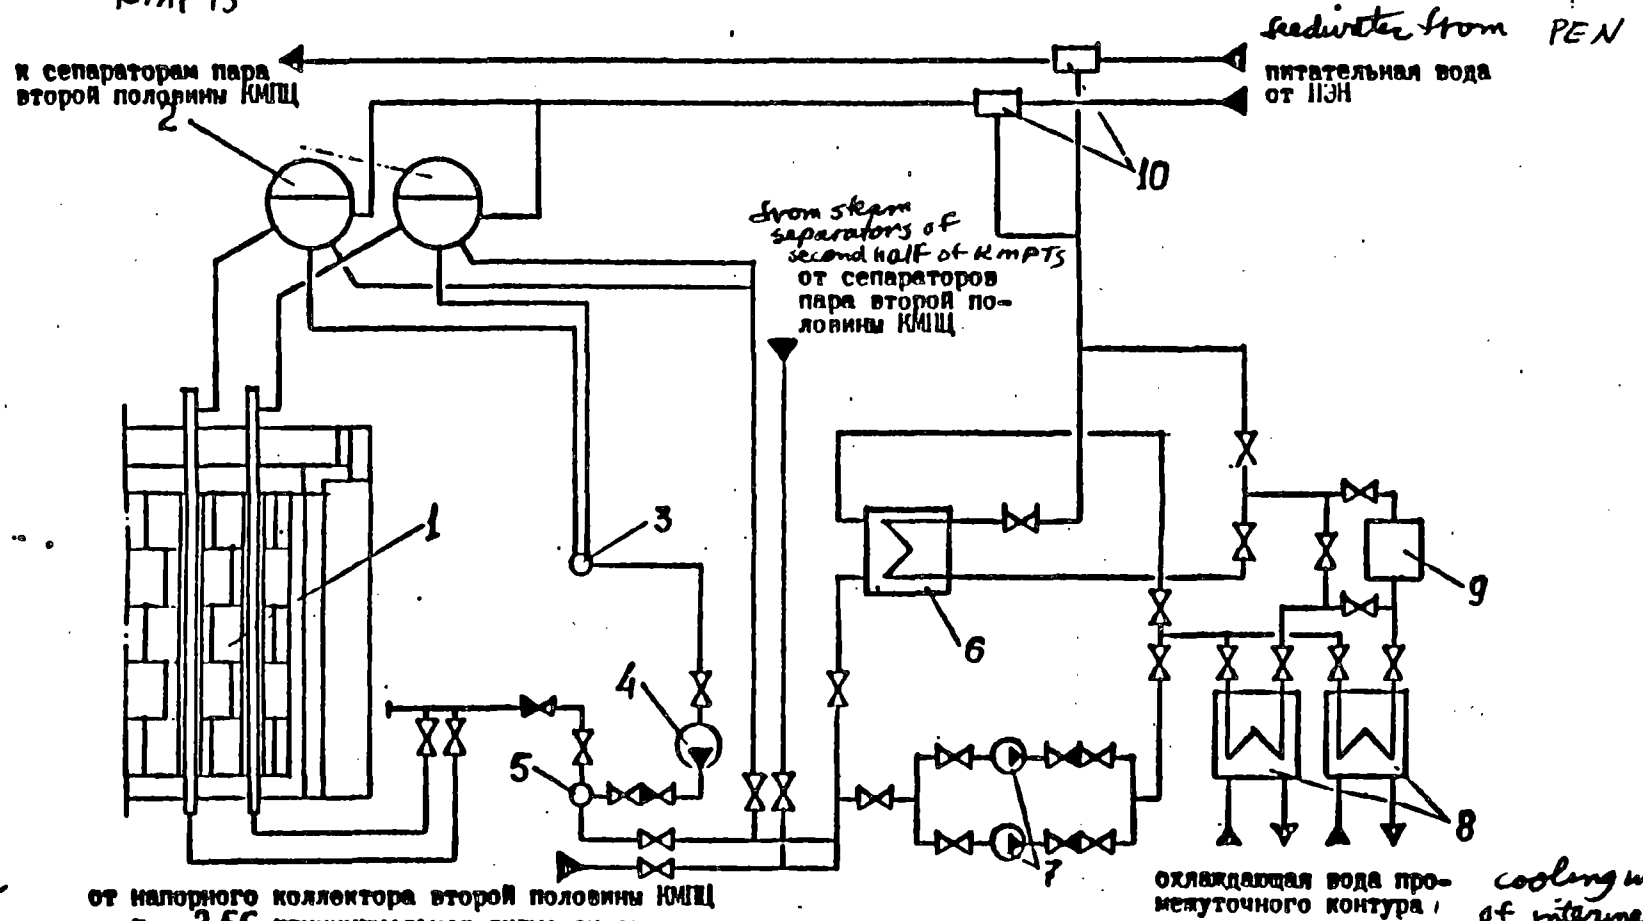 KMPTs
feedwater from PEN
к сепараторам пара
второй половины КМПЦ
питательная вода
от ПЭН
2
10
from steam
separators of
second half of KMPTs
от сепараторов
пара второй по-
ловины КМПЦ
1
3
9
6
4
5
8
7
от напорного коллектора второй половины КМПЦ
охлаждающая вода про-
межуточного контура
cooling
of